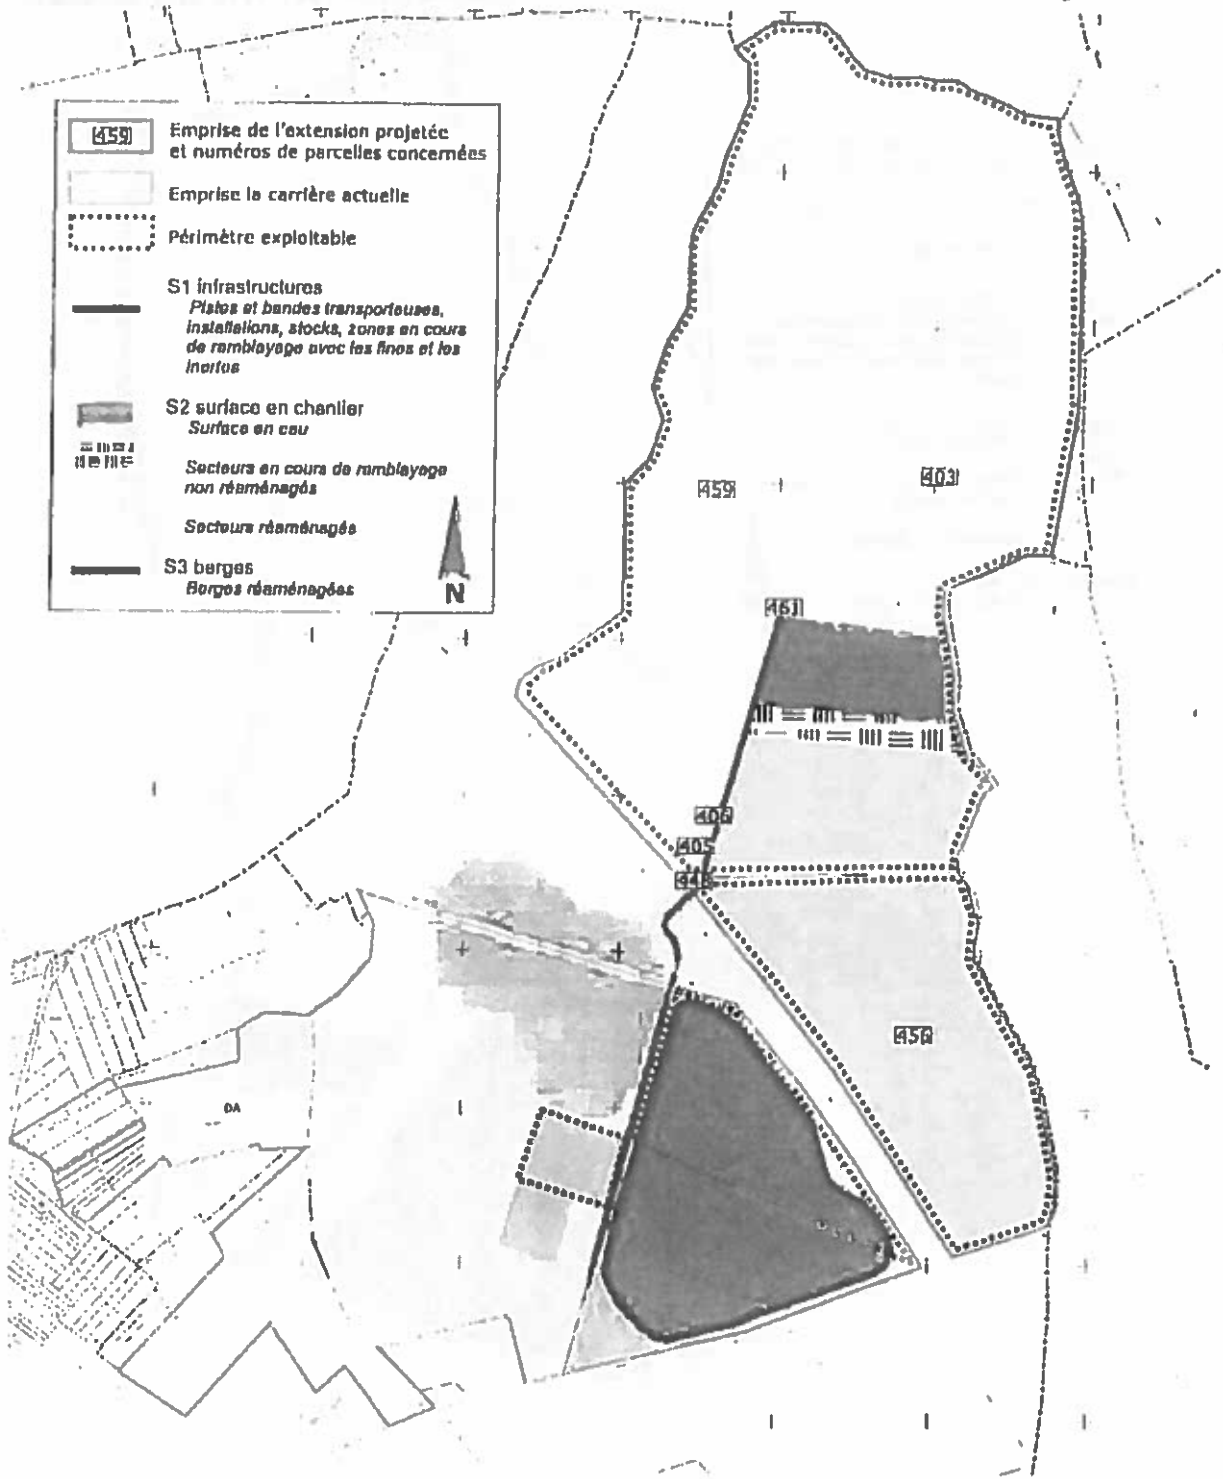 459
Emprise de l'extension projetée
et numéros de parcelles concernées
Emprise la carrière actuelle
Périmètre exploitable
S1 infrastructures
Pistes et bandes transporteuses,
installations, stocks, zones en cours
de remblayage avec les fines et les
inertes
S2 surface en chantier
Surface en eau
Secteurs en cours de remblayage
non réaménagés
Secteurs réaménagés
S3 berges
Berges réaménagées
N
459
403
461
406
405
448
456
DA